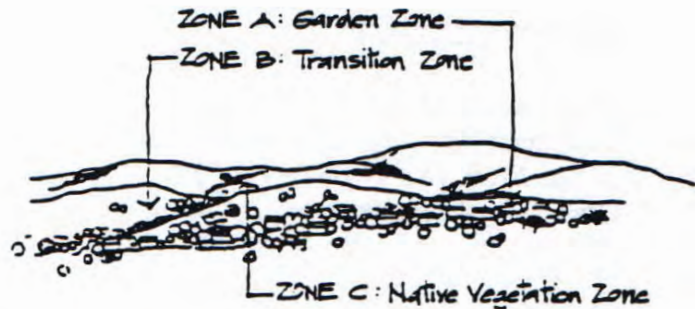 ZONE A: Garden Zone
ZONE B: Transition Zone
ZONE C: Native Vegetation Zone